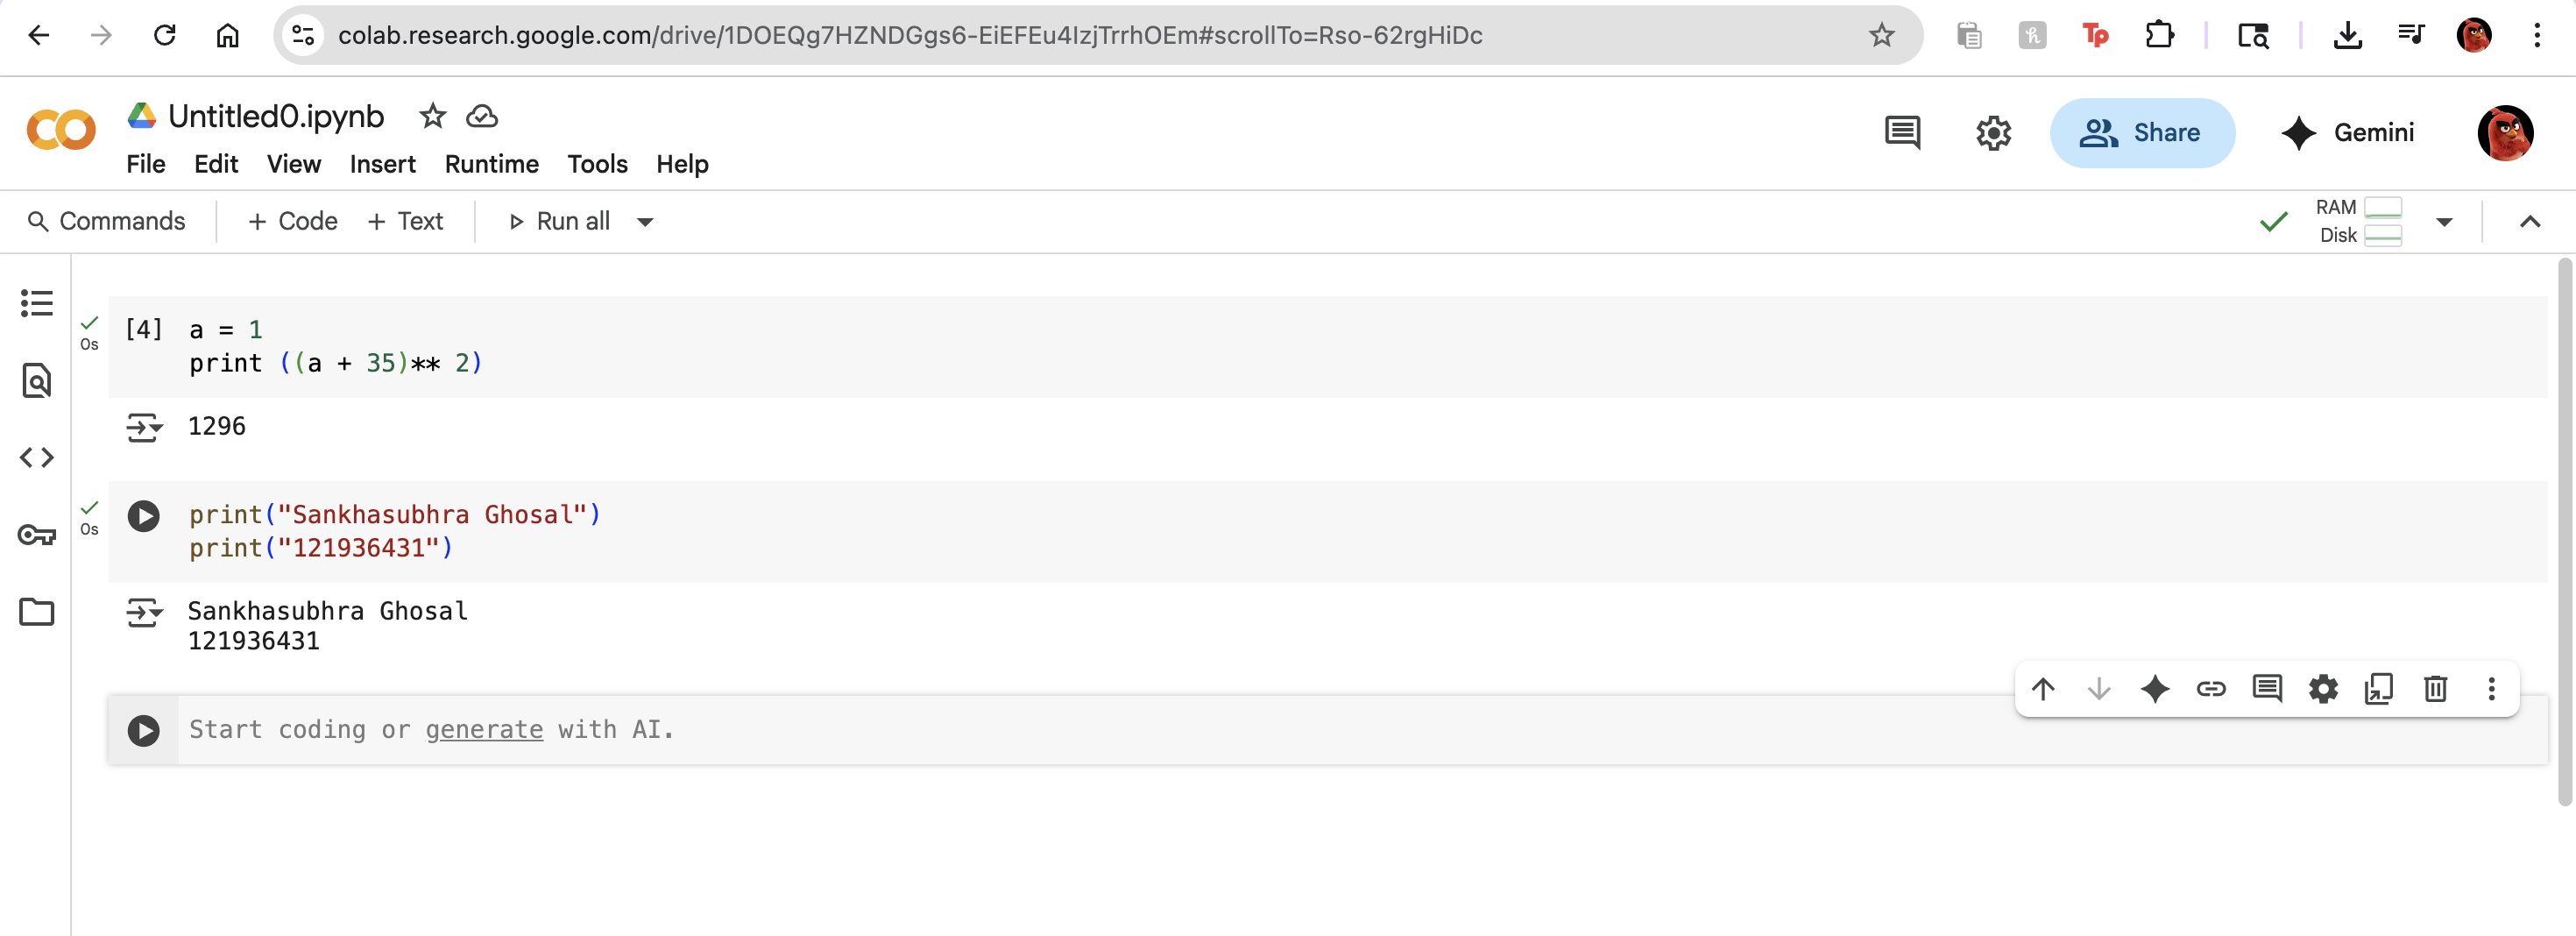 colab.research.google.com/drive/1DOEQg7HZNDGgs6-EiEFEu4IzjTrrhOEm#scrollTo=Rso-62rgHiDc
Untitled0.ipynb
File Edit View Insert Runtime Tools Help
Share
Gemini
Commands
+ Code
+ Text
Run all
RAM
Disk
[4] a = 1
print ((a + 35)** 2)
0s
1296
print("Sankhasubhra Ghosal")
0s
print("121936431")
Sankhasubhra Ghosal
121936431
Start coding or generate with AI.